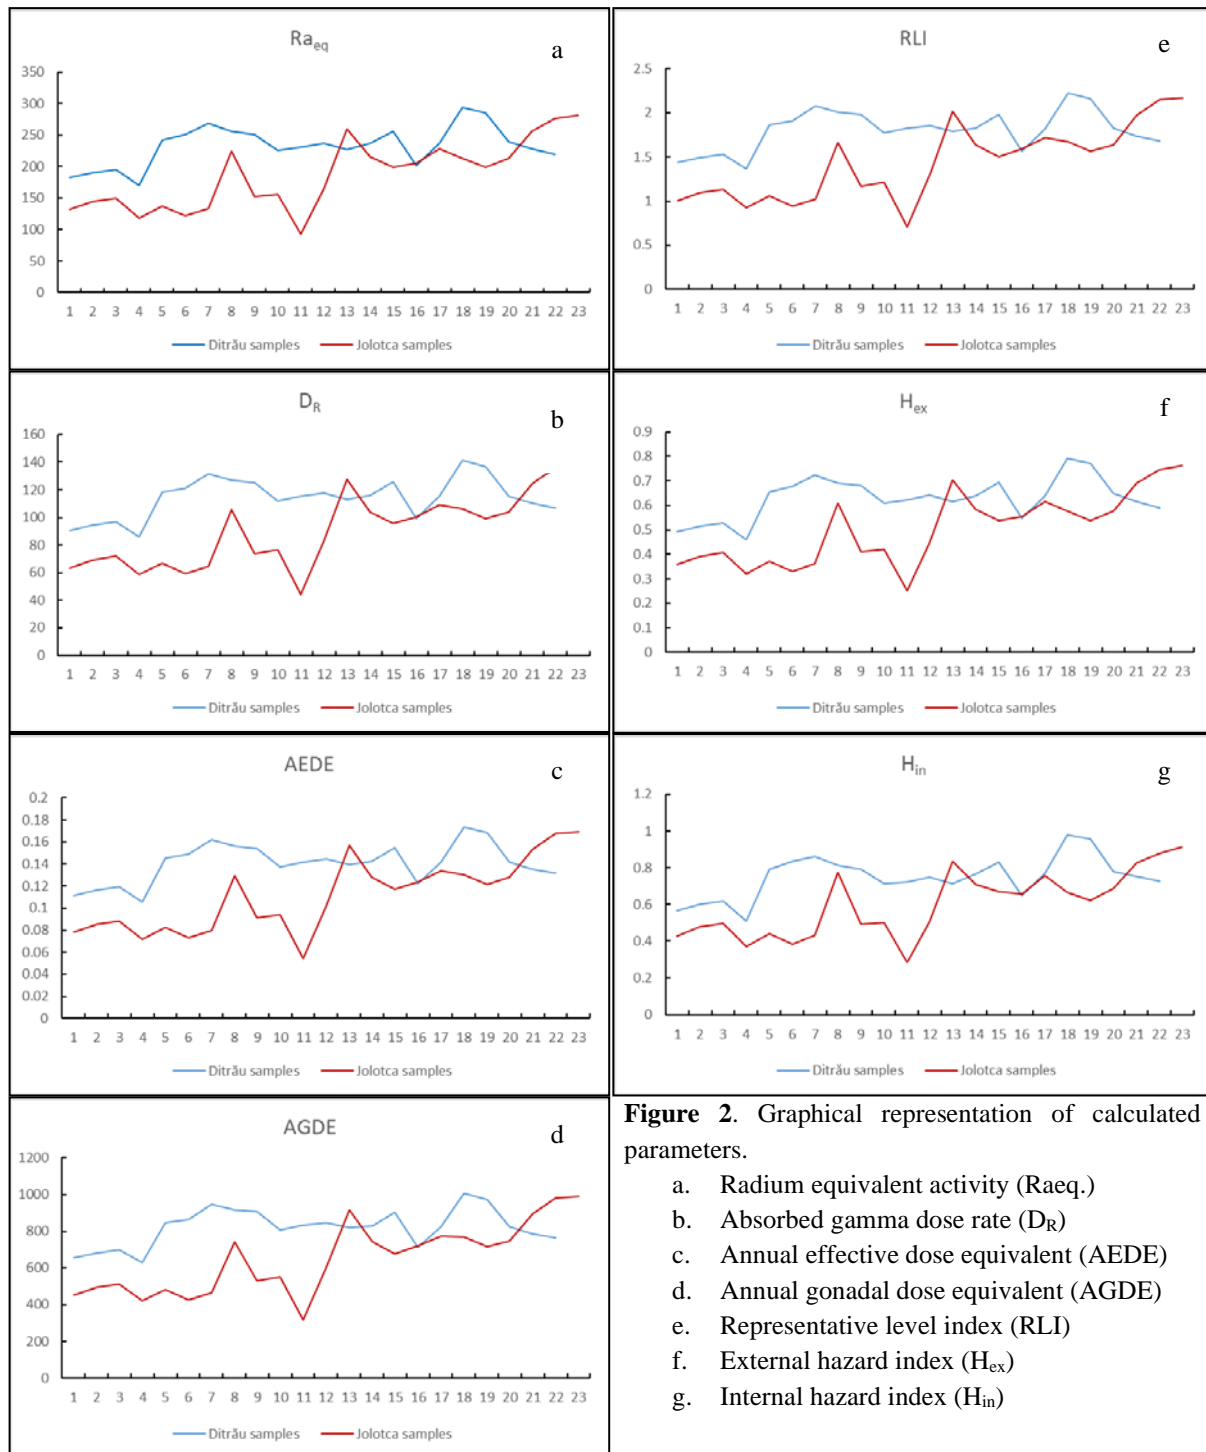 Ra_eq
a
350
300
250
200
150
100
50
0
1 2 3 4 5 6 7 8 9 10 11 12 13 14 15 16 17 18 19 20 21 22 23
Ditrău samples Jolotca samples
RLI
e
2.5
2
1.5
1
0.5
0
1 2 3 4 5 6 7 8 9 10 11 12 13 14 15 16 17 18 19 20 21 22 23
Ditrău samples Jolotca samples
D_R
b
160
140
120
100
80
60
40
20
0
1 2 3 4 5 6 7 8 9 10 11 12 13 14 15 16 17 18 19 20 21 22 23
Ditrău samples Jolotca samples
H_ex
f
0.9
0.8
0.7
0.6
0.5
0.4
0.3
0.2
0.1
0
1 2 3 4 5 6 7 8 9 10 11 12 13 14 15 16 17 18 19 20 21 22 23
Ditrău samples Jolotca samples
AEDE
c
0.2
0.18
0.16
0.14
0.12
0.1
0.08
0.06
0.04
0.02
0
1 2 3 4 5 6 7 8 9 10 11 12 13 14 15 16 17 18 19 20 21 22 23
Ditrău samples Jolotca samples
H_in
g
1.2
1
0.8
0.6
0.4
0.2
0
1 2 3 4 5 6 7 8 9 10 11 12 13 14 15 16 17 18 19 20 21 22 23
Ditrău samples Jolotca samples
AGDE
d
1200
1000
800
600
400
200
0
1 2 3 4 5 6 7 8 9 10 11 12 13 14 15 16 17 18 19 20 21 22 23
Ditrău samples Jolotca samples
Figure 2. Graphical representation of calculated
parameters.
a. Radium equivalent activity (Raeq.)
b. Absorbed gamma dose rate (D_R)
c. Annual effective dose equivalent (AEDE)
d. Annual gonadal dose equivalent (AGDE)
e. Representative level index (RLI)
f. External hazard index (H_ex)
g. Internal hazard index (H_in)